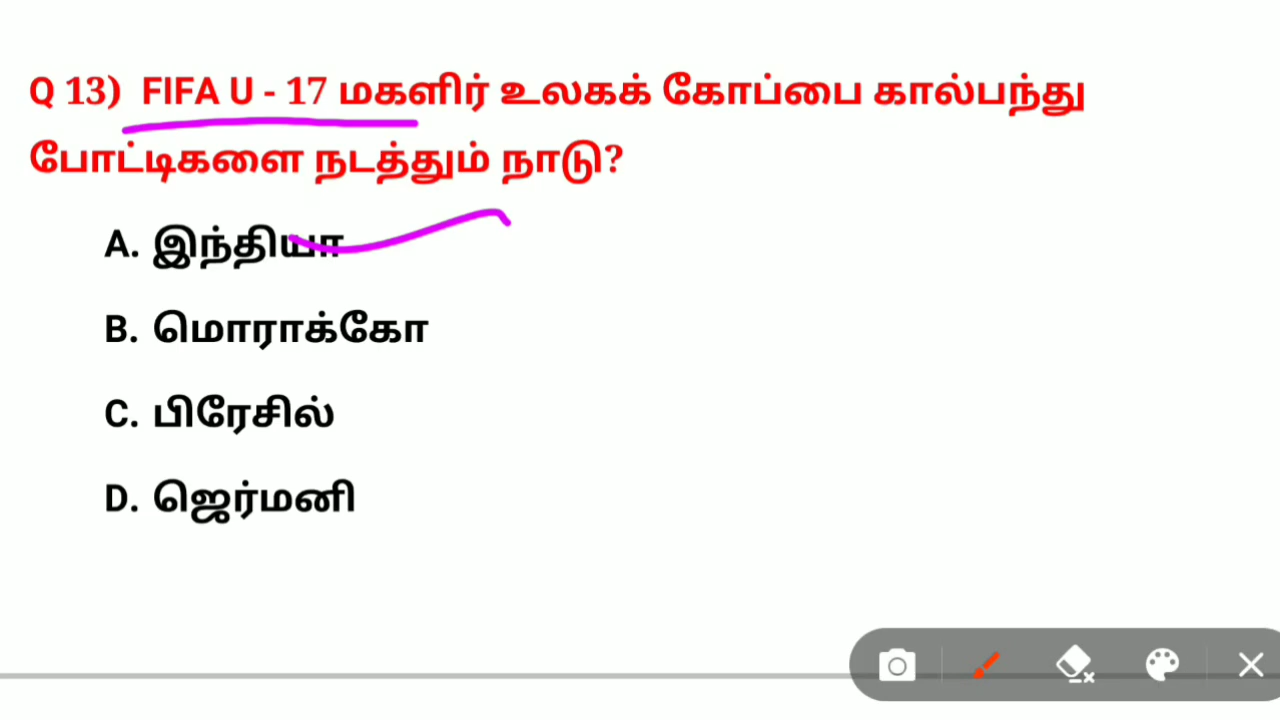 Q 13) FIFA U - 17 மகளிர் உலகக் கோப்பை கால்பந்து
போட்டிகளை நடத்தும் நாடு?
A. இந்தியா
B. மொராக்கோ
C. பிரேசில்
D. ஜெர்மனி